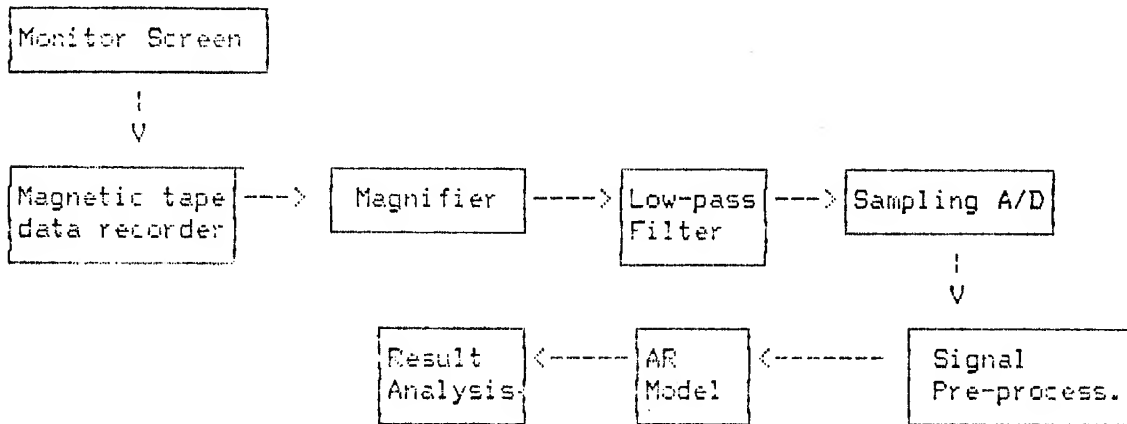 Monitor Screen
Magnetic tape
data recorder
Magnifier
Low-pass
Filter
Sampling A/D
Signal
Pre-process.
AR
Model
Result
Analysis